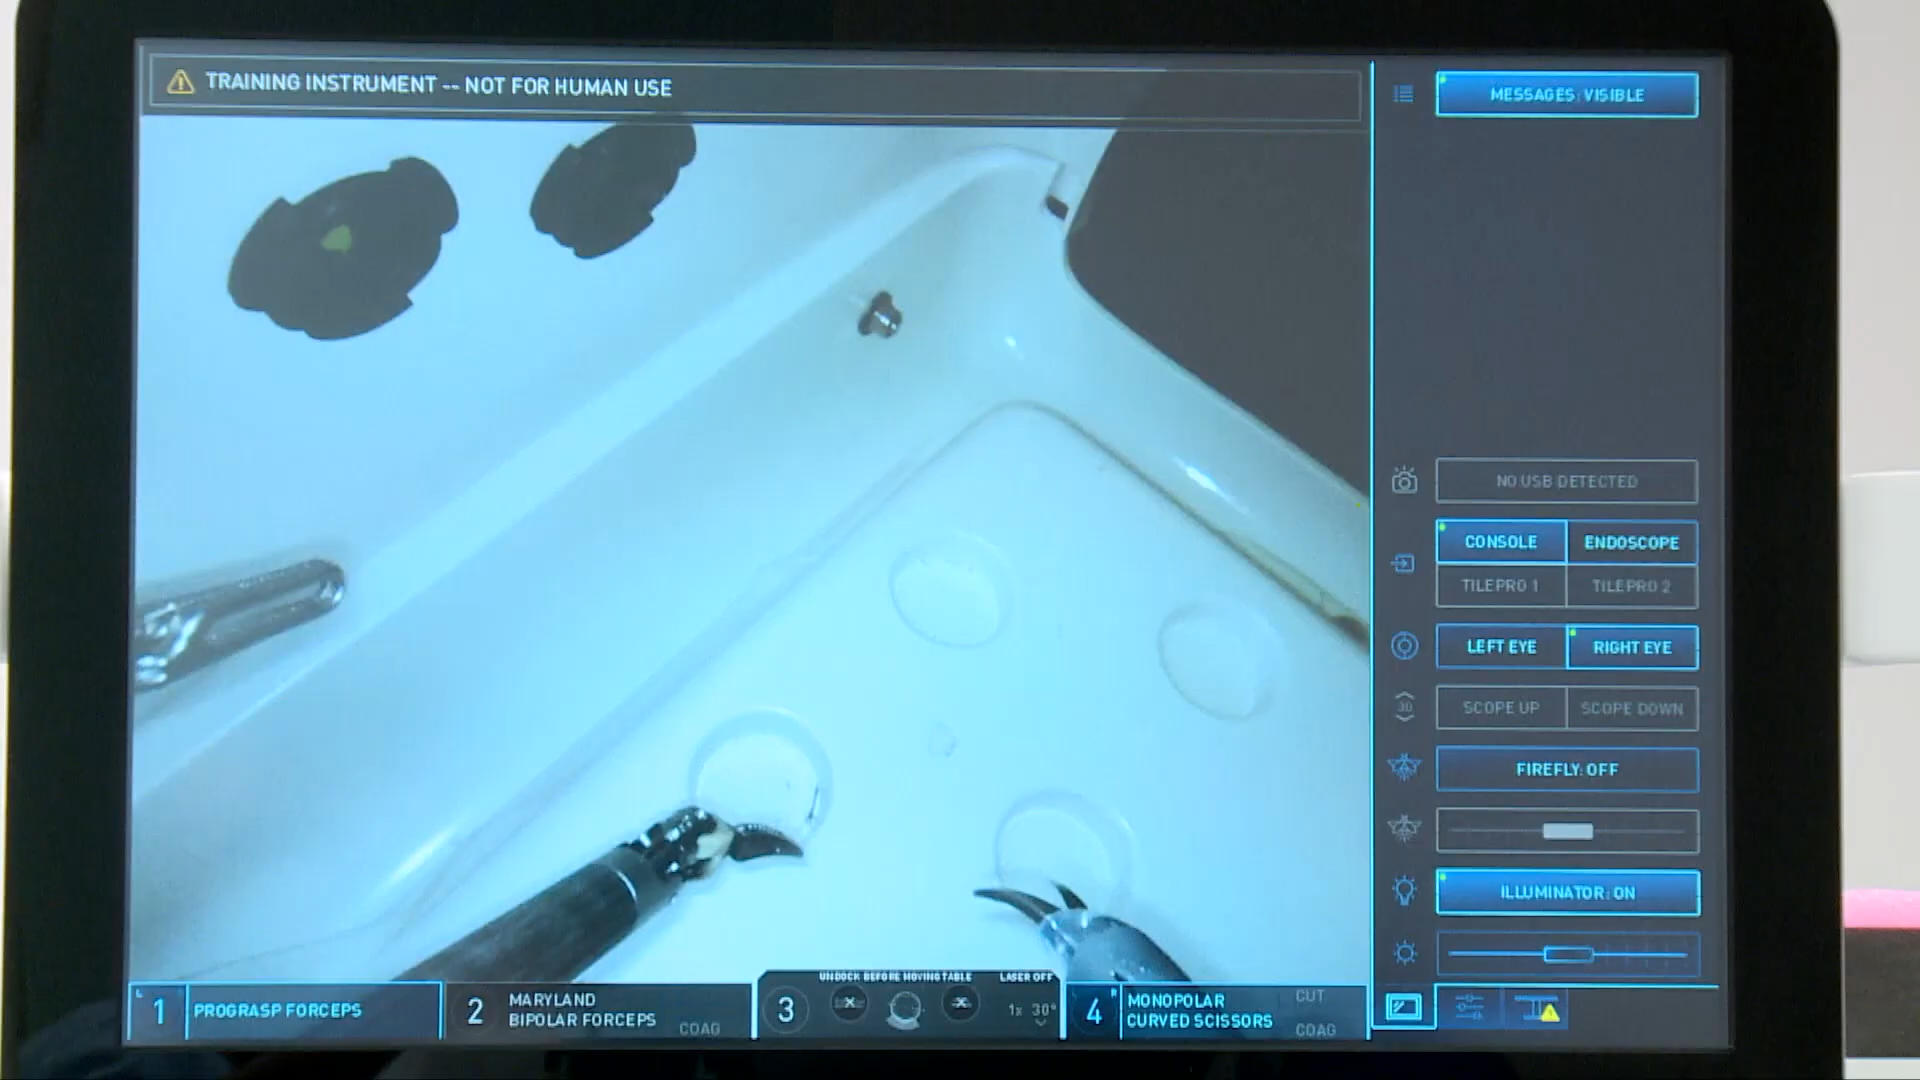 TRAINING INSTRUMENT -- NOT FOR HUMAN USE
MESSAGES: VISIBLE
NO USB DETECTED
CONSOLE
ENDOSCOPE
TILEPRO 1
TILEPRO 2
LEFT EYE
RIGHT EYE
30
SCOPE UP
SCOPE DOWN
FIREFLY: OFF
ILLUMINATOR: ON
L
1
PROGRASP FORCEPS
2
MARYLAND
BIPOLAR FORCEPS
COAG
UNDOCK BEFORE MOVING TABLE
LASER OFF
3
1x 30°
R
4
MONOPOLAR
CURVED SCISSORS
CUT
COAG